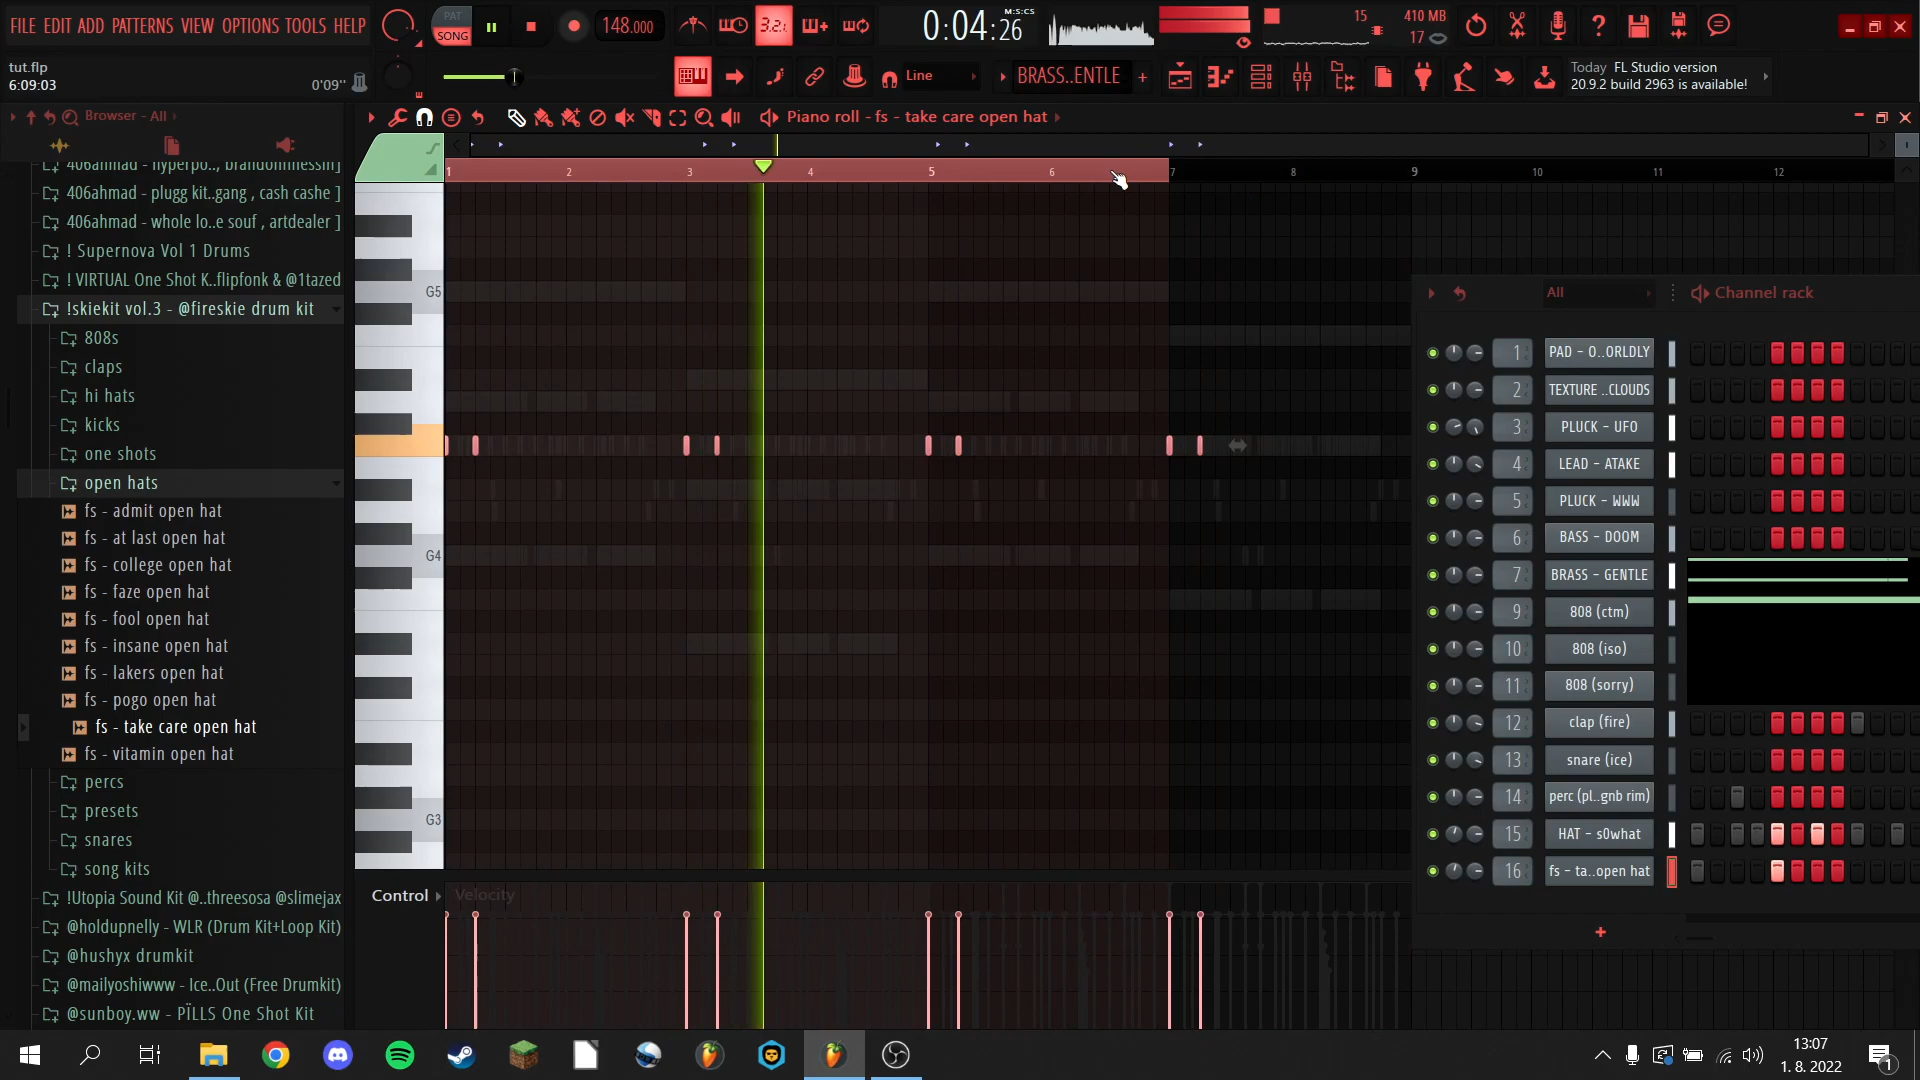 FILE EDIT ADD PATTERNS VIEW OPTIONS TOOLS HELP
PAT
SONG
148.000
3.2.
0:04:26
M:S:CS
15
410 MB
17
tut.flp
6:09:03
0'09''
Line
BRASS..ENTLE
Today FL Studio version
20.9.2 build 2963 is available!
Browser - All
Piano roll - fs - take care open hat
406ahmad - hyperpo.., brandonnnessm]
406ahmad - plugg kit..gang , cash cashe ]
406ahmad - whole lo..e souf , artdealer ]
! Supernova Vol 1 Drums
! VIRTUAL One Shot K..flipfonk & @1tazed
!skiekit vol.3 - @fireskie drum kit
808s
claps
hi hats
kicks
one shots
open hats
fs - admit open hat
fs - at last open hat
fs - college open hat
fs - faze open hat
fs - fool open hat
fs - insane open hat
fs - lakers open hat
fs - pogo open hat
fs - take care open hat
fs - vitamin open hat
percs
presets
snares
song kits
!Utopia Sound Kit @..threesosa @slimejax
@holdupnelly - WLR (Drum Kit+Loop Kit)
@hushyx drumkit
@mailyoshiwww - Ice..Out (Free Drumkit)
@sunboy.ww - PÏLLS One Shot Kit
1 2 3 4 5 6 7 8 9 10 11 12
G5
G4
G3
Control
Velocity
All
Channel rack
1 PAD - O..ORLDLY
2 TEXTURE ..CLOUDS
3 PLUCK - UFO
4 LEAD - ATAKE
5 PLUCK - WWW
6 BASS - DOOM
7 BRASS - GENTLE
9 808 (ctm)
10 808 (iso)
11 808 (sorry)
12 clap (fire)
13 snare (ice)
14 perc (pl..gnb rim)
15 HAT - s0what
16 fs - ta..open hat
13:07
1. 8. 2022
1